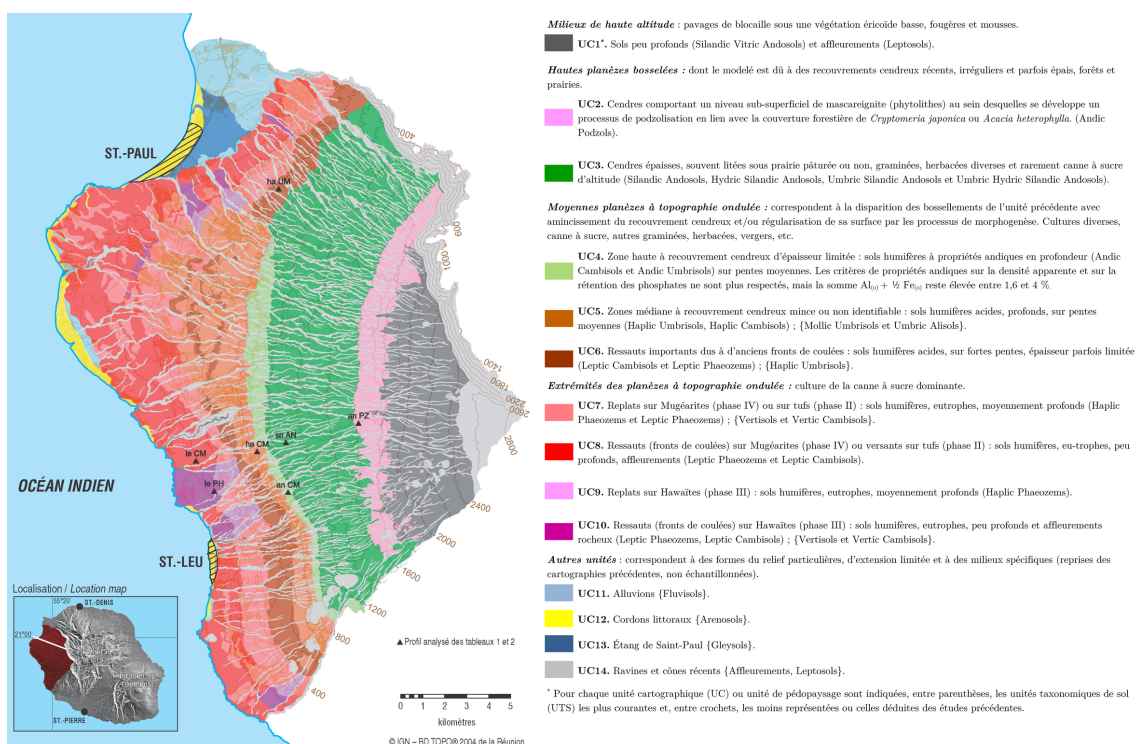 ST.-PAUL
ha UM
400
600
1000
an PZ
sn AN
ha CM
le CM
le PH
an CM
OCÉAN INDIEN
ST.-LEU
1400
1800
2200
2600
2800
2400
2000
1600
1200
800
400
Localisation / Location map
55°20'
ST.-DENIS
21°00'
ST.-PIERRE
▲ Profil analysé des tableaux 1 et 2
0 1 2 3 4 5
kilomètres
© IGN – BD TOPO® 2004 de la Réunion
Milieux de haute altitude : pavages de blocaille sous une végétation éricoïde basse, fougères et mousses.
UC1*. Sols peu profonds (Silandic Vitric Andosols) et affleurements (Leptosols).
Hautes planèzes bosselées : dont le modelé est dû à des recouvrements cendreux récents, irréguliers et parfois épais, forêts et
prairies.
UC2. Cendres comportant un niveau sub-superficiel de mascareignite (phytolithes) au sein desquelles se développe un
processus de podzolisation en lien avec la couverture forestière de Cryptomeria japonica ou Acacia heterophylla. (Andic
Podzols).
UC3. Cendres épaisses, souvent litées sous prairie pâturée ou non, graminées, herbacées diverses et rarement canne à sucre
d'altitude (Silandic Andosols, Hydric Silandic Andosols, Umbric Silandic Andosols et Umbric Hydric Silandic Andosols).
Moyennes planèzes à topographie ondulée : correspondent à la disparition des bossellements de l'unité précédente avec
amincissement du recouvrement cendreux et/ou régularisation de sa surface par les processus de morphogenèse. Cultures diverses,
canne à sucre, autres graminées, herbacées, vergers, etc.
UC4. Zone haute à recouvrement cendreux d'épaisseur limitée : sols humifères à propriétés andiques en profondeur (Andic
Cambisols et Andic Umbrisols) sur pentes moyennes. Les critères de propriétés andiques sur la densité apparente et sur la
rétention des phosphates ne sont plus respectés, mais la somme Al(o) + ½ Fe(o) reste élevée entre 1,6 et 4 %.
UC5. Zones médiane à recouvrement cendreux mince ou non identifiable : sols humifères acides, profonds, sur pentes
moyennes (Haplic Umbrisols, Haplic Cambisols) ; {Mollic Umbrisols et Umbric Alisols}.
UC6. Ressauts importants dus à d'anciens fronts de coulées : sols humifères acides, sur fortes pentes, épaisseur parfois limitée
(Leptic Cambisols et Leptic Phaeozems) ; {Haplic Umbrisols}.
Extrémités des planèzes à topographie ondulée : culture de la canne à sucre dominante.
UC7. Replats sur Mugéarites (phase IV) ou sur tufs (phase II) : sols humifères, eutrophes, moyennement profonds (Haplic
Phaeozems et Leptic Phaeozems) ; {Vertisols et Vertic Cambisols}.
UC8. Ressauts (fronts de coulées) sur Mugéarites (phase IV) ou versants sur tufs (phase II) : sols humifères, eu-trophes, peu
profonds, affleurements (Leptic Phaeozems et Leptic Cambisols).
UC9. Replats sur Hawaïtes (phase III) : sols humifères, eutrophes, moyennement profonds (Haplic Phaeozems).
UC10. Ressauts (fronts de coulées) sur Hawaïtes (phase III) : sols humifères, eutrophes, peu profonds et affleurements
rocheux (Leptic Phaeozems, Leptic Cambisols) ; {Vertisols et Vertic Cambisols}.
Autres unités : correspondent à des formes du relief particulières, d'extension limitée et à des milieux spécifiques (reprises des
cartographies précédentes, non échantillonnées).
UC11. Alluvions {Fluvisols}.
UC12. Cordons littoraux {Arenosols}.
UC13. Étang de Saint-Paul {Gleysols}.
UC14. Ravines et cônes récents {Affleurements, Leptosols}.
* Pour chaque unité cartographique (UC) ou unité de pédopaysage sont indiquées, entre parenthèses, les unités taxonomiques de sol
(UTS) les plus courantes et, entre crochets, les moins représentées ou celles déduites des études précédentes.